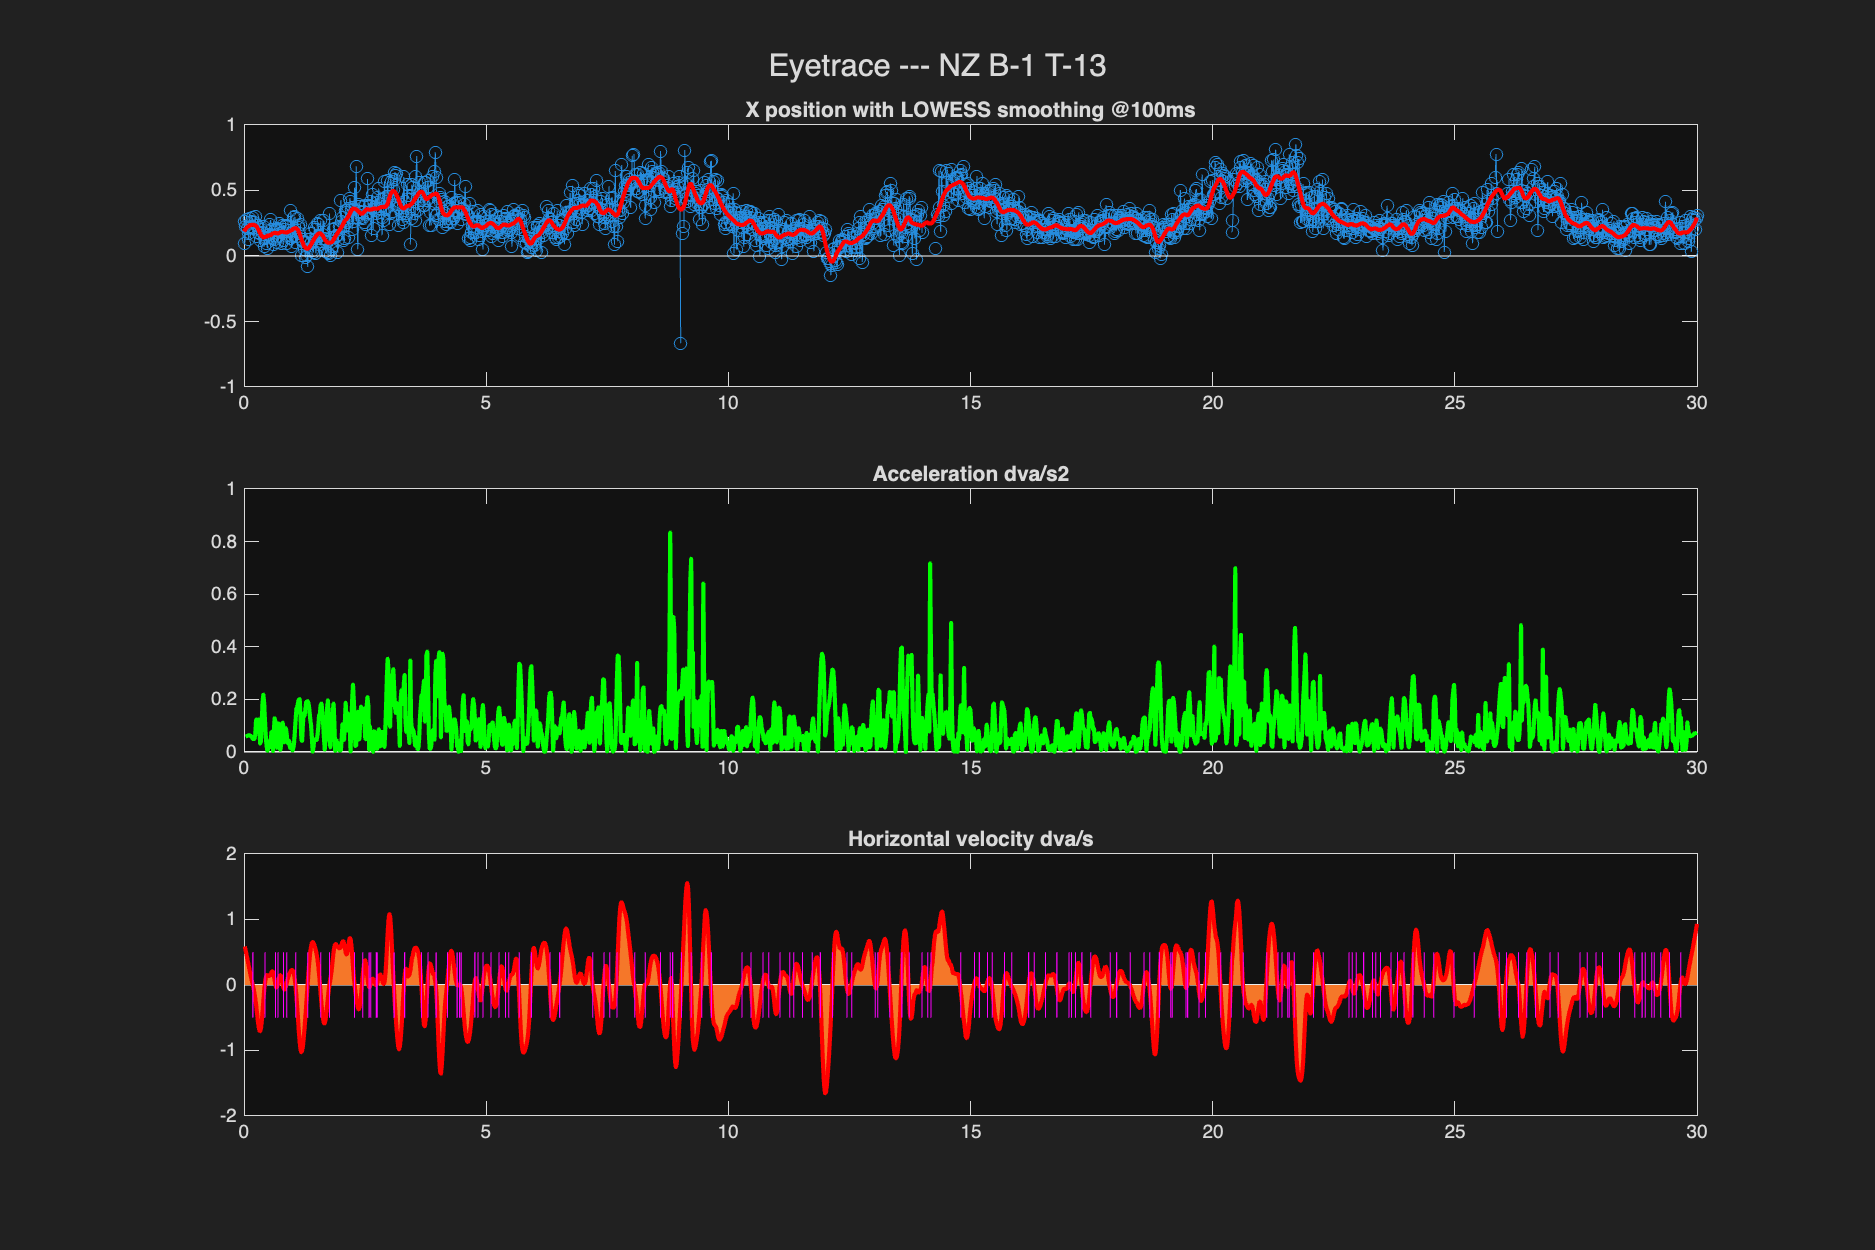 Eyetrace --- NZ B-1 T-13
X position with LOWESS smoothing @100ms
1
0.5
0
-0.5
-1
0 5 10 15 20 25 30
Acceleration dva/s2
1
0.8
0.6
0.4
0.2
0
0 5 10 15 20 25 30
Horizontal velocity dva/s
2
1
0
-1
-2
0 5 10 15 20 25 30